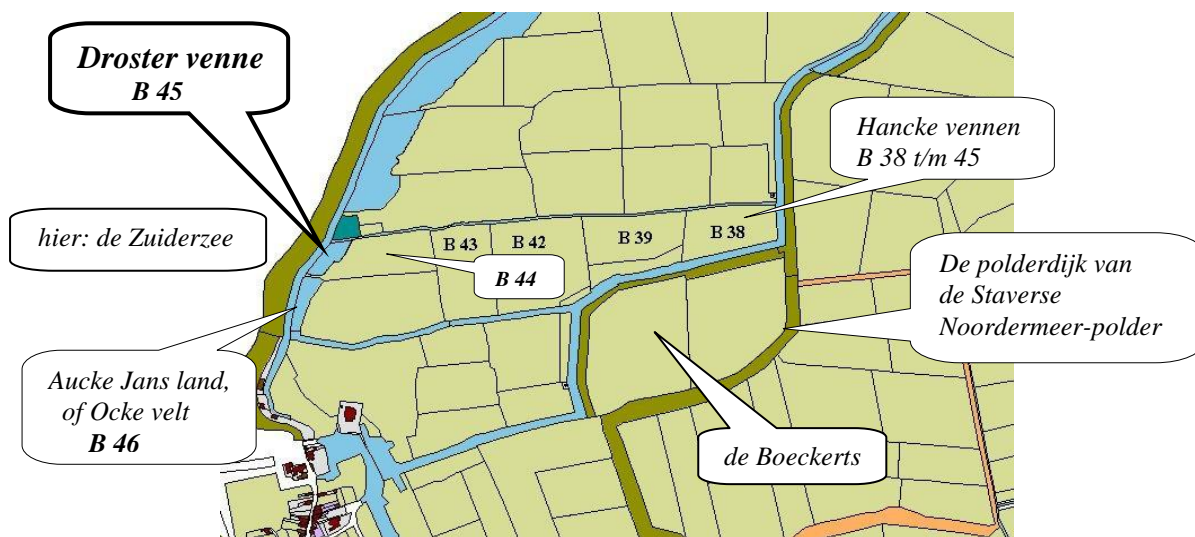 Droster venne
B 45
Hancke vennen
B 38 t/m 45
hier: de Zuiderzee
B 43
B 42
B 39
B 38
B 44
De polderdijk van
de Staverse
Noordermeer-polder
Aucke Jans land,
of Ocke velt
B 46
de Boeckerts